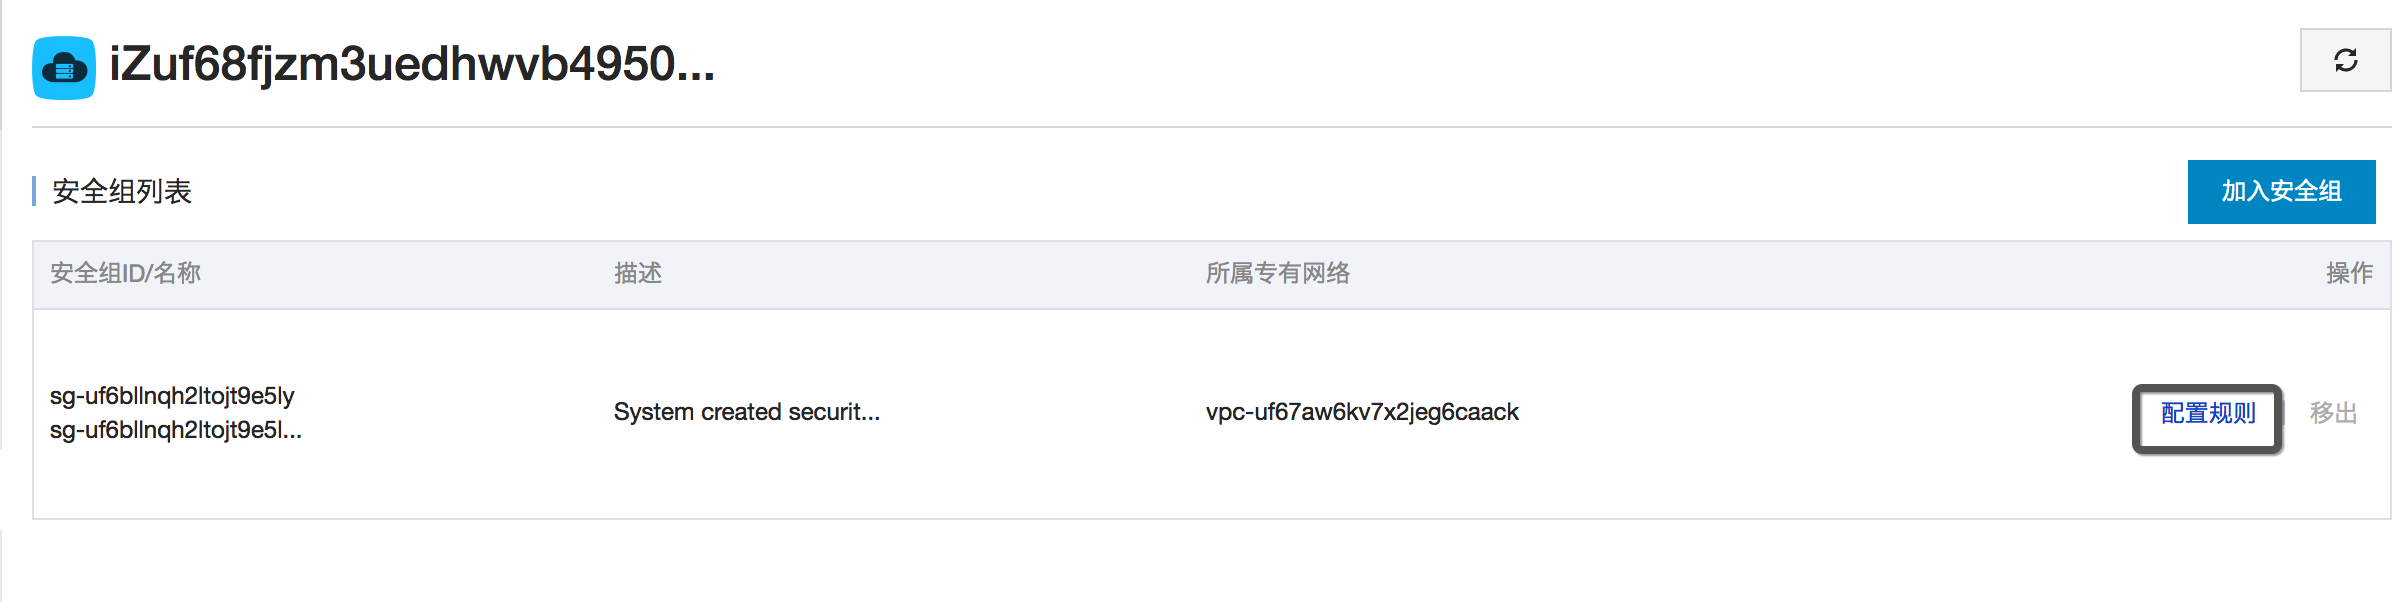 iZuf68fjzm3uedhwvb4950...
安全组列表
加入安全组
安全组ID/名称 描述 所属专有网络 操作
sg-uf6bllnqh2ltojt9e5ly
sg-uf6bllnqh2ltojt9e5l...
System created securit...
vpc-uf67aw6kv7x2jeg6caack
配置规则 移出